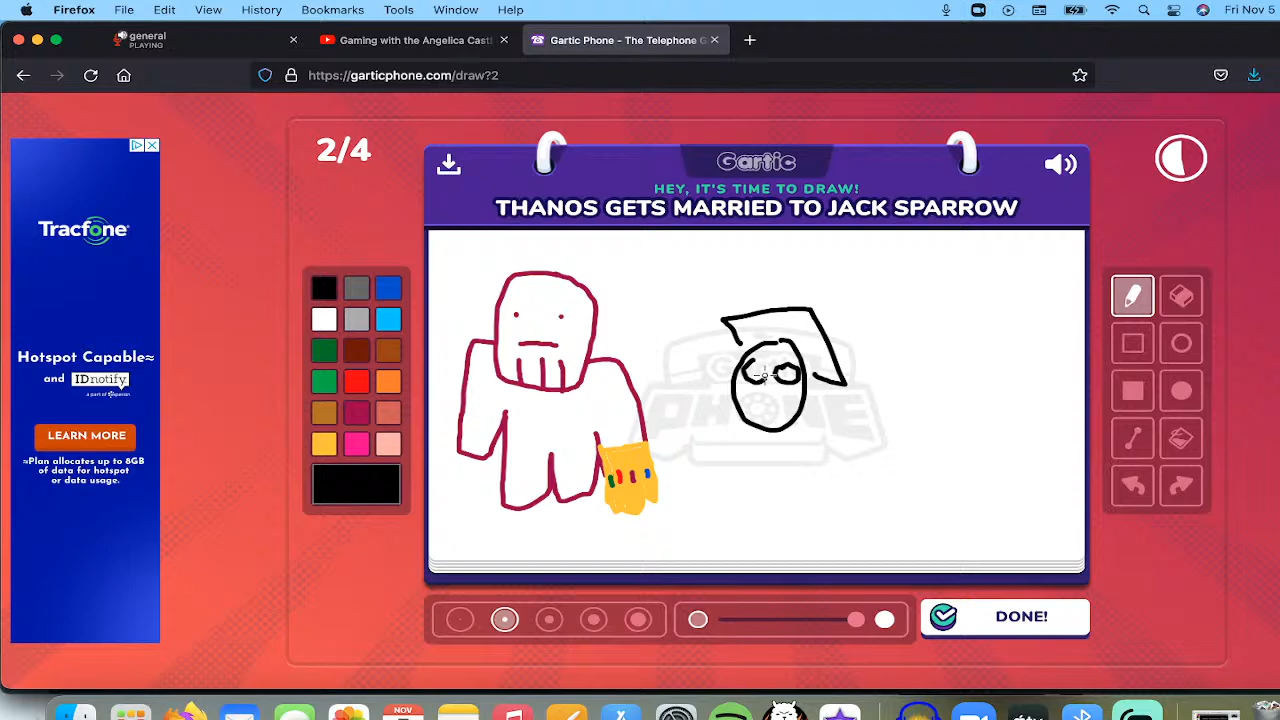 Firefox File Edit View History Bookmarks Tools Window Help Fri Nov 5
general
PLAYING
Gaming with the Angelica Cast
Gartic Phone - The Telephone G
https://garticphone.com/draw?2
2/4
Gartic
HEY, IT'S TIME TO DRAW!
THANOS GETS MARRIED TO JACK SPARROW
Tracfone
Hotspot Capable≈
and IDnotify.
LEARN MORE
≈Plan allocates up to 8GB
of data for hotspot
or data usage.
GARTIC
PHONE
DONE!
NOV